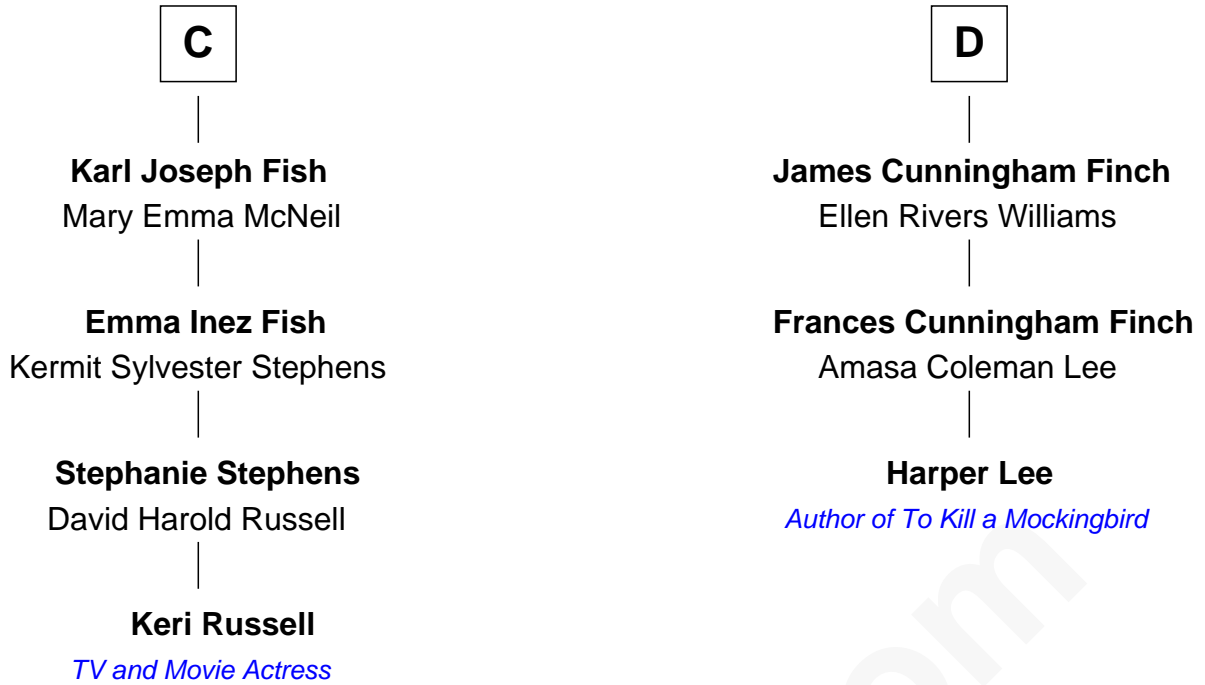 C
Karl Joseph Fish
Mary Emma McNeil
Emma Inez Fish
Kermit Sylvester Stephens
Stephanie Stephens
David Harold Russell
Keri Russell
TV and Movie Actress
D
James Cunningham Finch
Ellen Rivers Williams
Frances Cunningham Finch
Amasa Coleman Lee
Harper Lee
Author of To Kill a Mockingbird
om